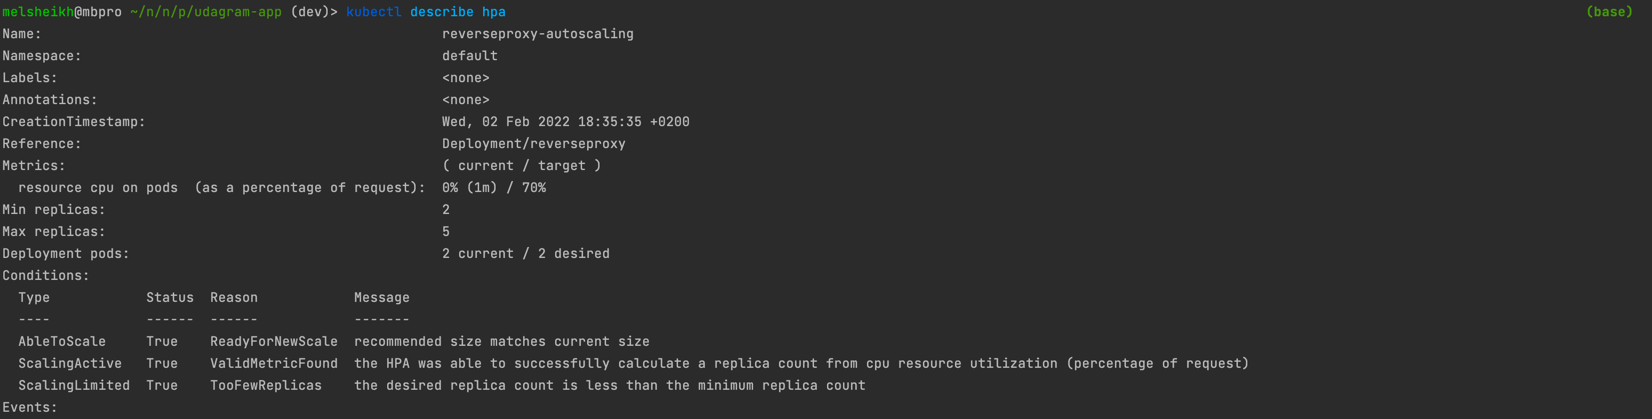 melsheikh@mbpro ~/n/n/p/udagram-app (dev)> kubectl describe hpa (base)
Name: reverseproxy-autoscaling
Namespace: default
Labels: <none>
Annotations: <none>
CreationTimestamp: Wed, 02 Feb 2022 18:35:35 +0200
Reference: Deployment/reverseproxy
Metrics: ( current / target )
resource cpu on pods (as a percentage of request): 0% (1m) / 70%
Min replicas: 2
Max replicas: 5
Deployment pods: 2 current / 2 desired
Conditions:
Type Status Reason Message
---- ------ ------ -------
AbleToScale True ReadyForNewScale recommended size matches current size
ScalingActive True ValidMetricFound the HPA was able to successfully calculate a replica count from cpu resource utilization (percentage of request)
ScalingLimited True TooFewReplicas the desired replica count is less than the minimum replica count
Events: